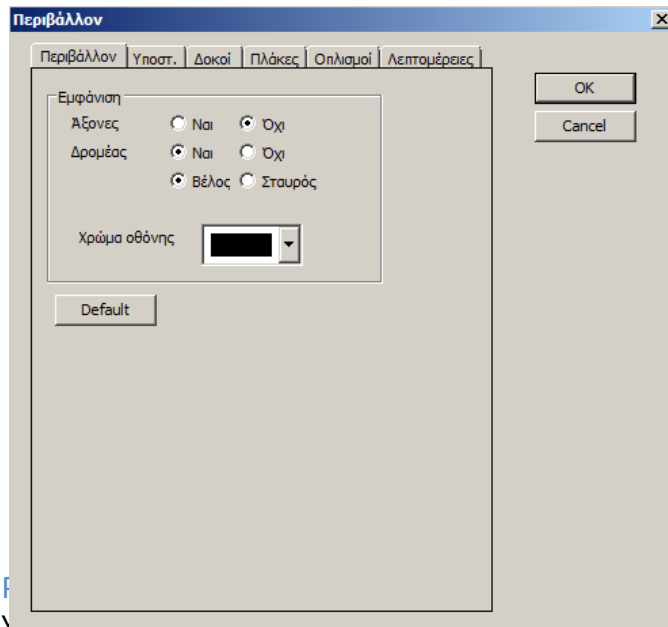 Περιβάλλον
Περιβάλλον Υποστ. Δοκοί Πλάκες Οπλισμοί Λεπτομέρειες
OK
Cancel
Εμφάνιση
Άξονες Ναι Όχι
Δρομέας Ναι Όχι
Βέλος Σταυρός
Χρώμα οθόνης
Default